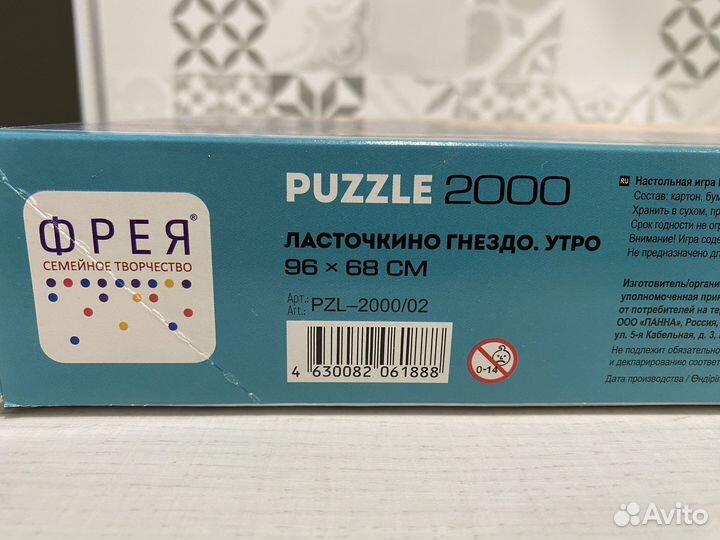 ФРЕЯ®
СЕМЕЙНОЕ ТВОРЧЕСТВО
PUZZLE 2000
ЛАСТОЧКИНО ГНЕЗДО. УТРО
96 × 68 СМ
Арт.:
Art.: PZL–2000/02
4 630082 061888
0-14
RU Настольная игра
Состав: картон,
Хранить в сухом,
Срок годности не
Внимание! Игра
Не предназначено
Изготовитель/
уполномоченная
от потребителей на
ООО «ПАННА», Россия,
ул. 5-я Кабельная, д. 3,
Не подлежит
и декларированию
Дата производства /
Avito